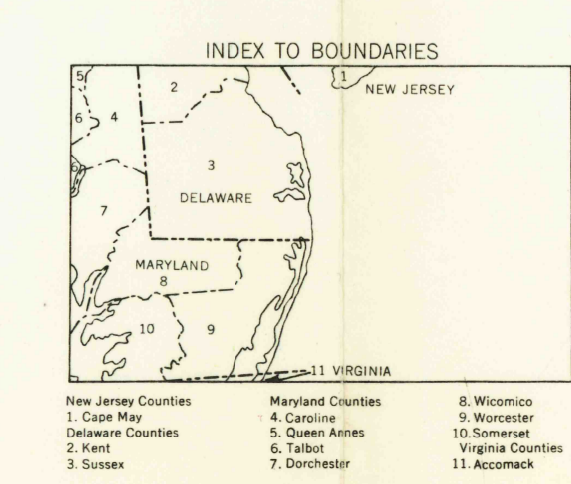 INDEX TO BOUNDARIES
5
2
1
NEW JERSEY
6
4
6
3
DELAWARE
7
MARYLAND
8
10
9
11 VIRGINIA
New Jersey Counties
1. Cape May
Delaware Counties
2. Kent
3. Sussex
Maryland Counties
4. Caroline
5. Queen Annes
6. Talbot
7. Dorchester
8. Wicomico
9. Worcester
10. Somerset
Virginia Counties
11. Accomack